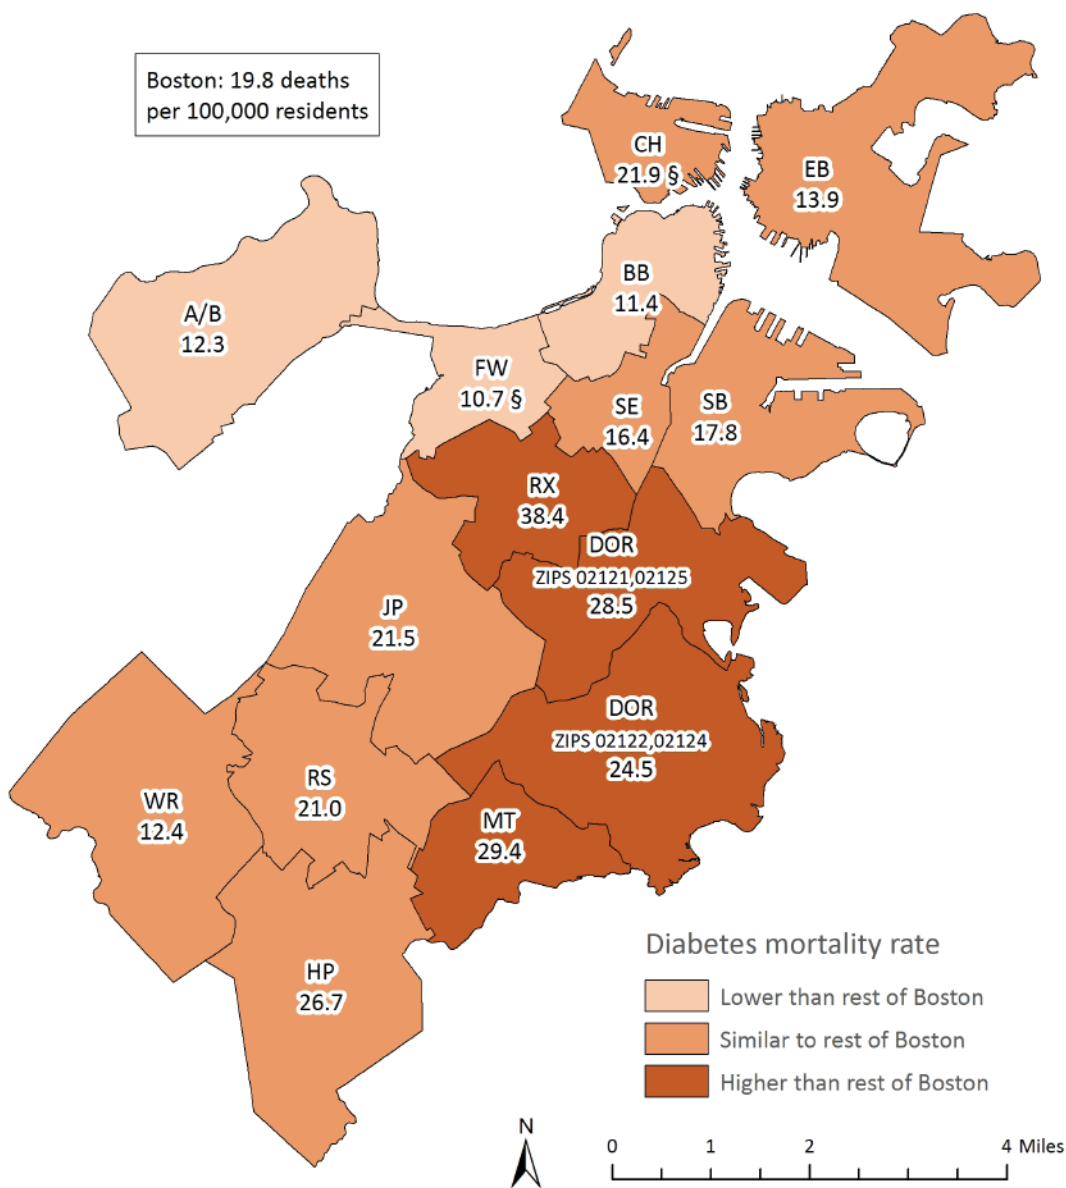 Boston: 19.8 deaths
per 100,000 residents
CH
21.9 §
EB
13.9
BB
11.4
A/B
12.3
FW
10.7 §
SE
16.4
SB
17.8
RX
38.4
DOR
ZIPS 02121,02125
28.5
JP
21.5
DOR
ZIPS 02122,02124
24.5
RS
21.0
WR
12.4
MT
29.4
HP
26.7
Diabetes mortality rate
Lower than rest of Boston
Similar to rest of Boston
Higher than rest of Boston
N
0 1 2 4 Miles